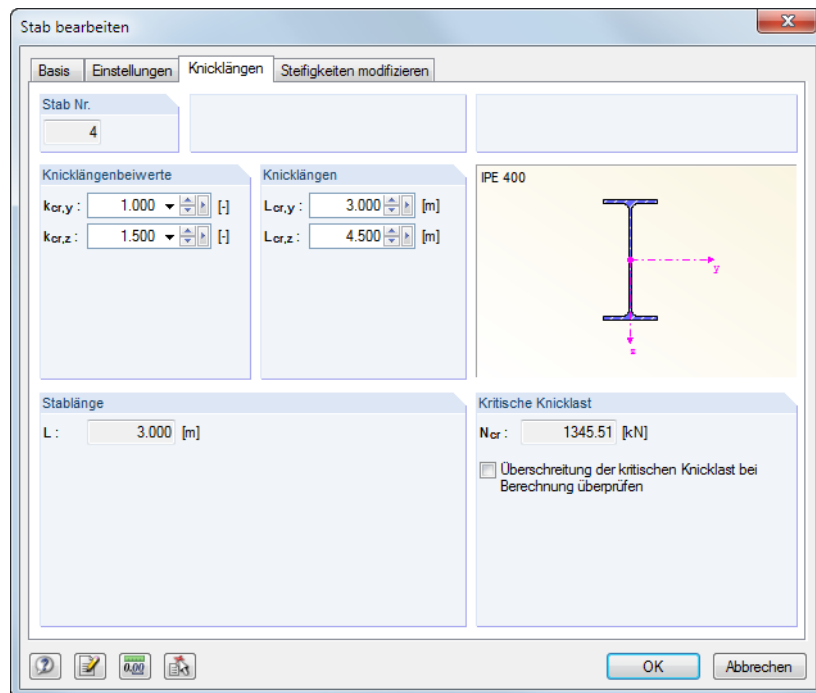 Stab bearbeiten
Basis Einstellungen Knicklängen Steifigkeiten modifizieren
Stab Nr.
4
Knicklängenbeiwerte
kcr,y : 1.000 [-]
kcr,z : 1.500 [-]
Knicklängen
Lcr,y : 3.000 [m]
Lcr,z : 4.500 [m]
IPE 400
y
z
Stablänge
L : 3.000 [m]
Kritische Knicklast
Ncr : 1345.51 [kN]
Überschreitung der kritischen Knicklast bei
Berechnung überprüfen
0.00
OK Abbrechen